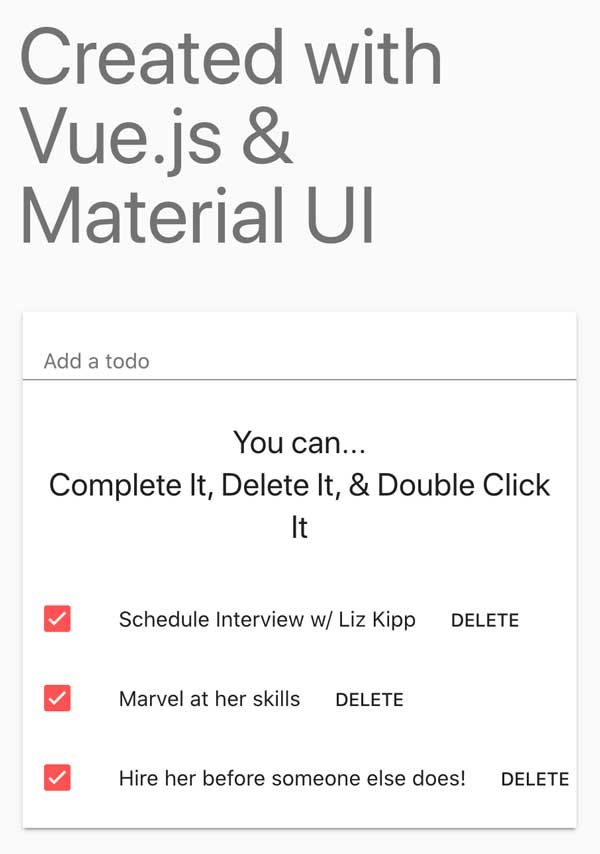 Created with
Vue.js &
Material UI
Add a todo
You can...
Complete It, Delete It, & Double Click
It
Schedule Interview w/ Liz Kipp DELETE
Marvel at her skills DELETE
Hire her before someone else does! DELETE